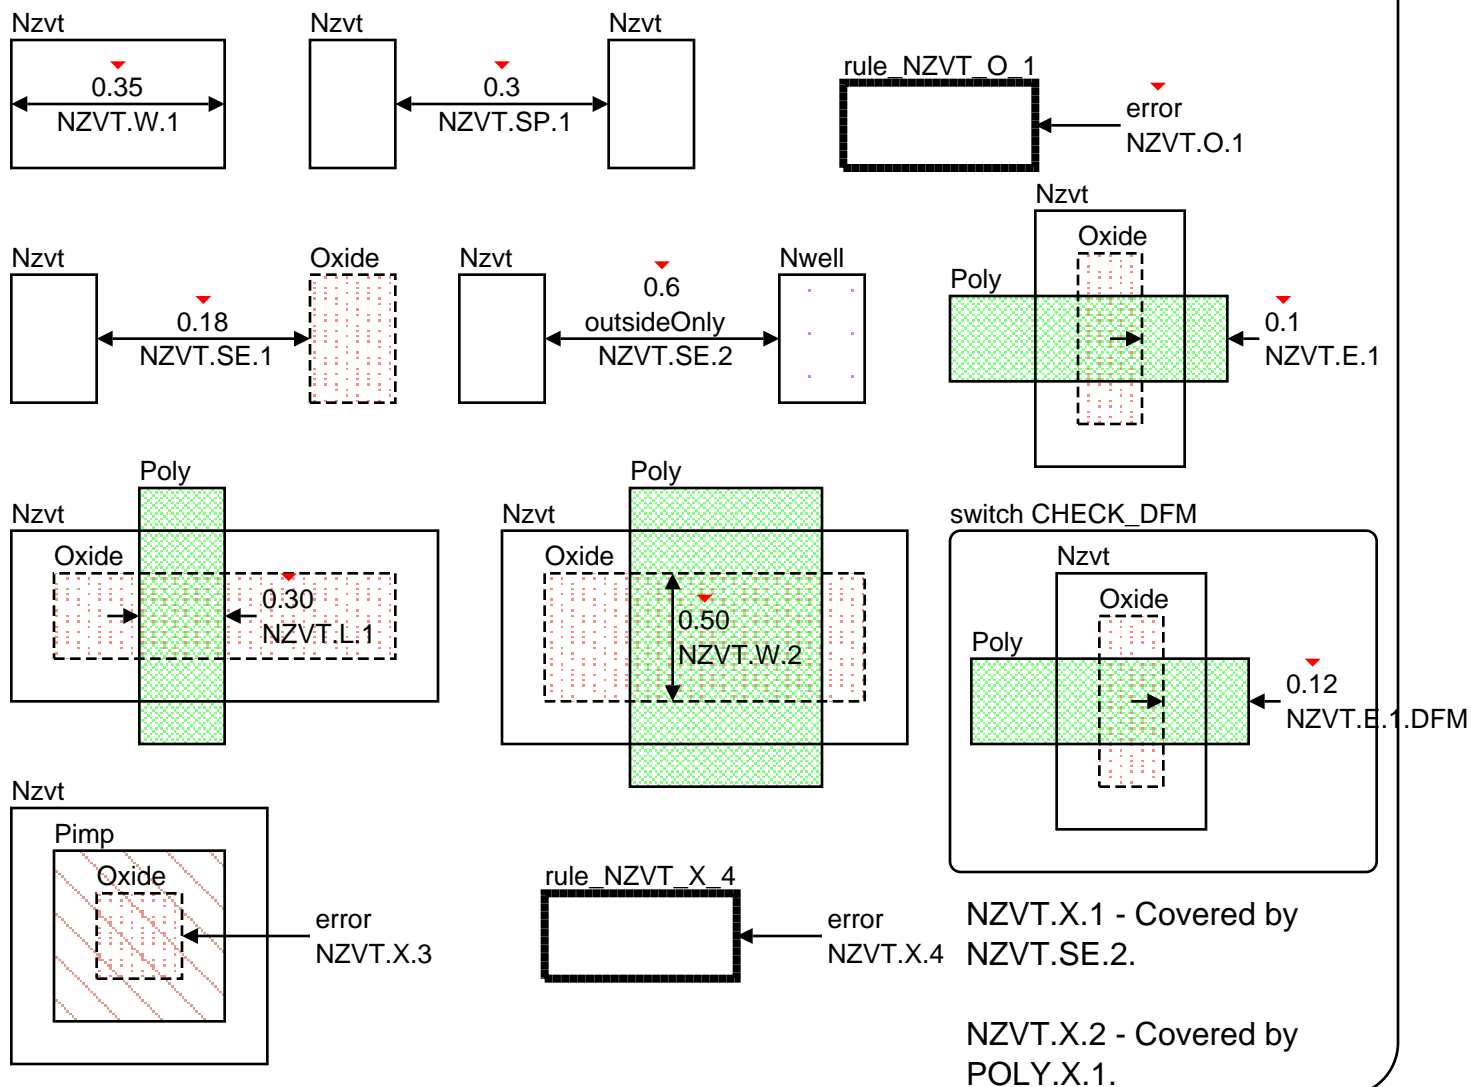 Nzvt
0.35
NZVT.W.1
Nzvt
Nzvt
0.3
NZVT.SP.1
rule_NZVT_O_1
error
NZVT.O.1
Nzvt
Oxide
0.18
NZVT.SE.1
Nzvt
Nwell
0.6
outsideOnly
NZVT.SE.2
Nzvt
Oxide
Poly
0.1
NZVT.E.1
Poly
Nzvt
Oxide
0.30
NZVT.L.1
Poly
Nzvt
Oxide
0.50
NZVT.W.2
switch CHECK_DFM
Nzvt
Oxide
Poly
0.12
NZVT.E.1.DFM
Nzvt
Pimp
Oxide
error
NZVT.X.3
rule_NZVT_X_4
error
NZVT.X.4
NZVT.X.1 - Covered by
NZVT.SE.2.
NZVT.X.2 - Covered by
POLY.X.1.